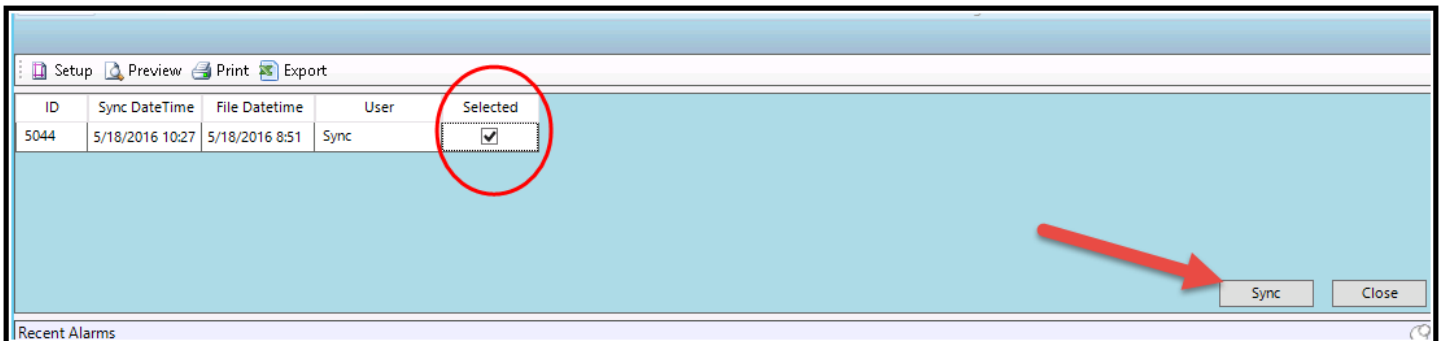 Setup Preview Print Export
ID Sync DateTime File Datetime User Selected
5044 5/18/2016 10:27 5/18/2016 8:51 Sync
Sync Close
Recent Alarms